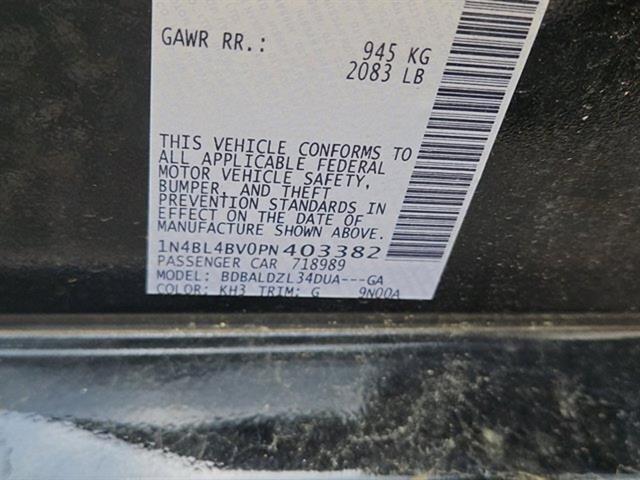 GAWR RR.: 945 KG
2083 LB
THIS VEHICLE CONFORMS TO
ALL APPLICABLE FEDERAL
MOTOR VEHICLE SAFETY,
BUMPER, AND THEFT
PREVENTION STANDARDS IN
EFFECT ON THE DATE OF
MANUFACTURE SHOWN ABOVE.
1N4BL4BV0PN403382
PASSENGER CAR 718989
MODEL: BDBALDZL34DUA---GA
COLOR: KH3 TRIM: G 9N00A